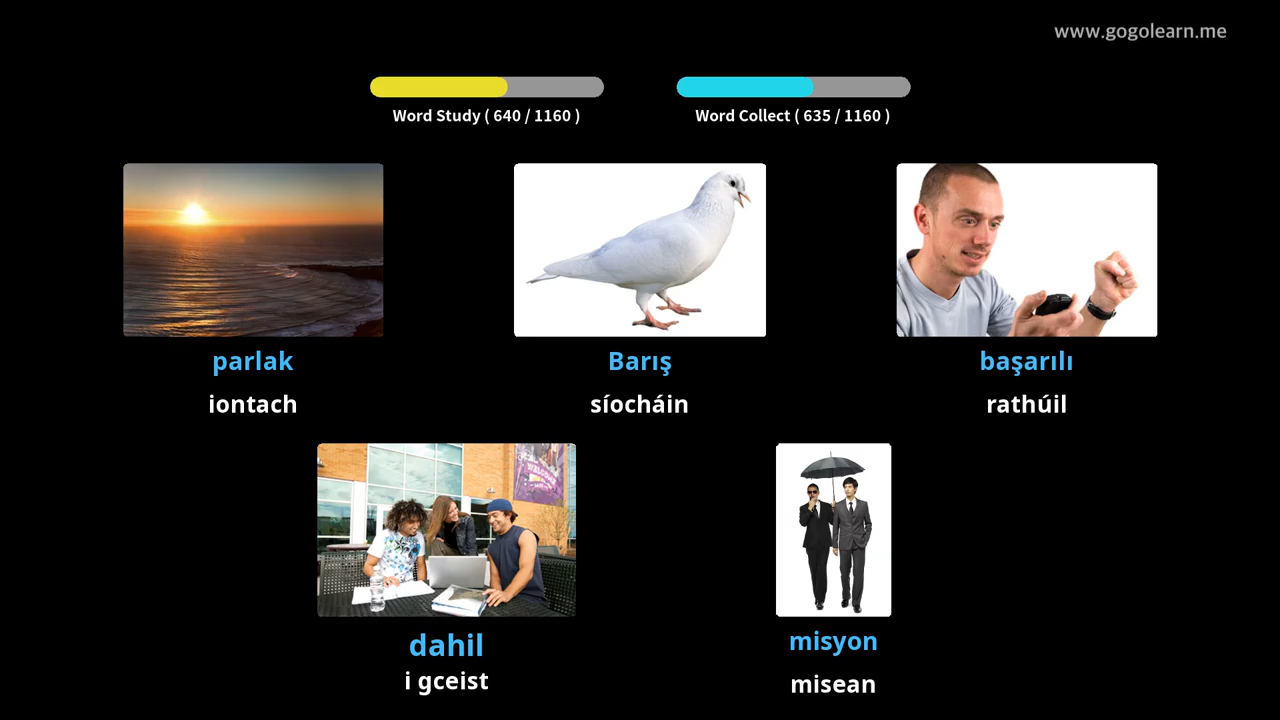 www.gogolearn.me
Word Study ( 640 / 1160 )
Word Collect ( 635 / 1160 )
parlak
Barış
başarılı
iontach
síocháin
rathúil
WELCOME
dahil
misyon
i gceist
misean